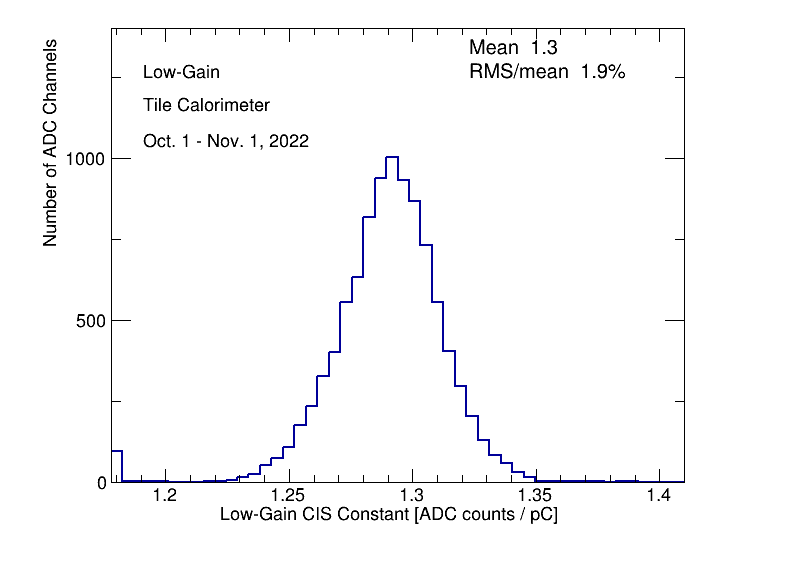 Mean 1.3
RMS/mean 1.9%
Low-Gain
Tile Calorimeter
Oct. 1 - Nov. 1, 2022
Number of ADC Channels
1000
500
0
1.2 1.25 1.3 1.35 1.4
Low-Gain CIS Constant [ADC counts / pC]